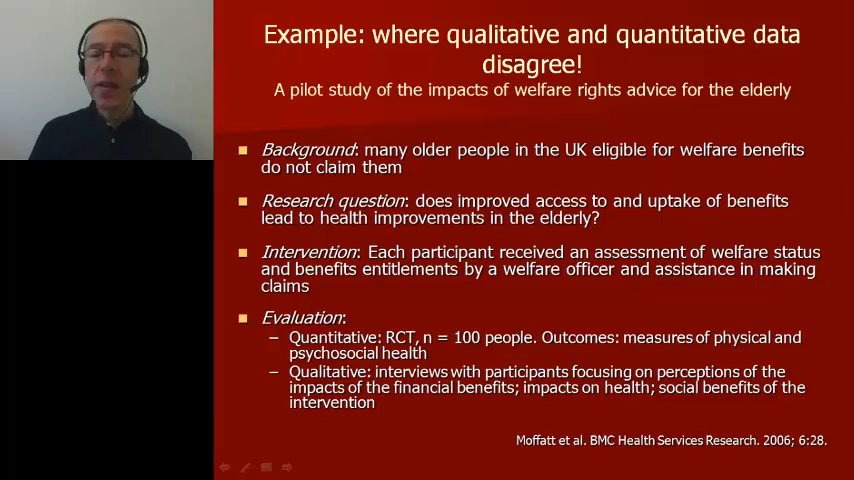 Example: where qualitative and quantitative data
disagree!
A pilot study of the impacts of welfare rights advice for the elderly
Background: many older people in the UK eligible for welfare benefits
do not claim them
Research question: does improved access to and uptake of benefits
lead to health improvements in the elderly?
Intervention: Each participant received an assessment of welfare status
and benefits entitlements by a welfare officer and assistance in making
claims
Evaluation:
– Quantitative: RCT, n = 100 people. Outcomes: measures of physical and
psychosocial health
– Qualitative: interviews with participants focusing on perceptions of the
impacts of the financial benefits; impacts on health; social benefits of the
intervention
Moffatt et al. BMC Health Services Research. 2006; 6:28.